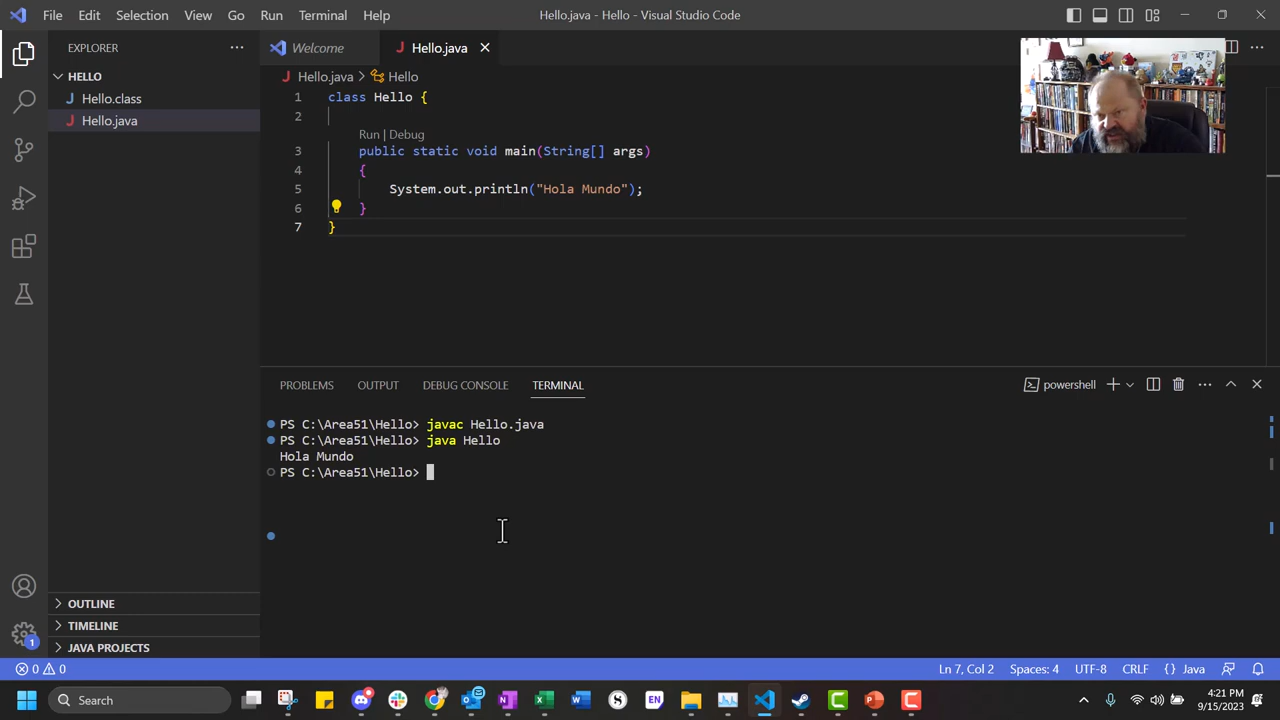 File Edit Selection View Go Run Terminal Help
Hello.java - Hello - Visual Studio Code
EXPLORER
HELLO
Hello.class
Hello.java
Welcome
Hello.java
Hello.java > Hello
1 class Hello {
2
Run | Debug
3 public static void main(String[] args)
4 {
5 System.out.println("Hola Mundo");
6 }
7 }
PROBLEMS OUTPUT DEBUG CONSOLE TERMINAL
powershell
PS C:\Area51\Hello> javac Hello.java
PS C:\Area51\Hello> java Hello
Hola Mundo
PS C:\Area51\Hello>
OUTLINE
TIMELINE
JAVA PROJECTS
1
0 0
Ln 7, Col 2 Spaces: 4 UTF-8 CRLF {} Java
Search
EN
4:21 PM
9/15/2023